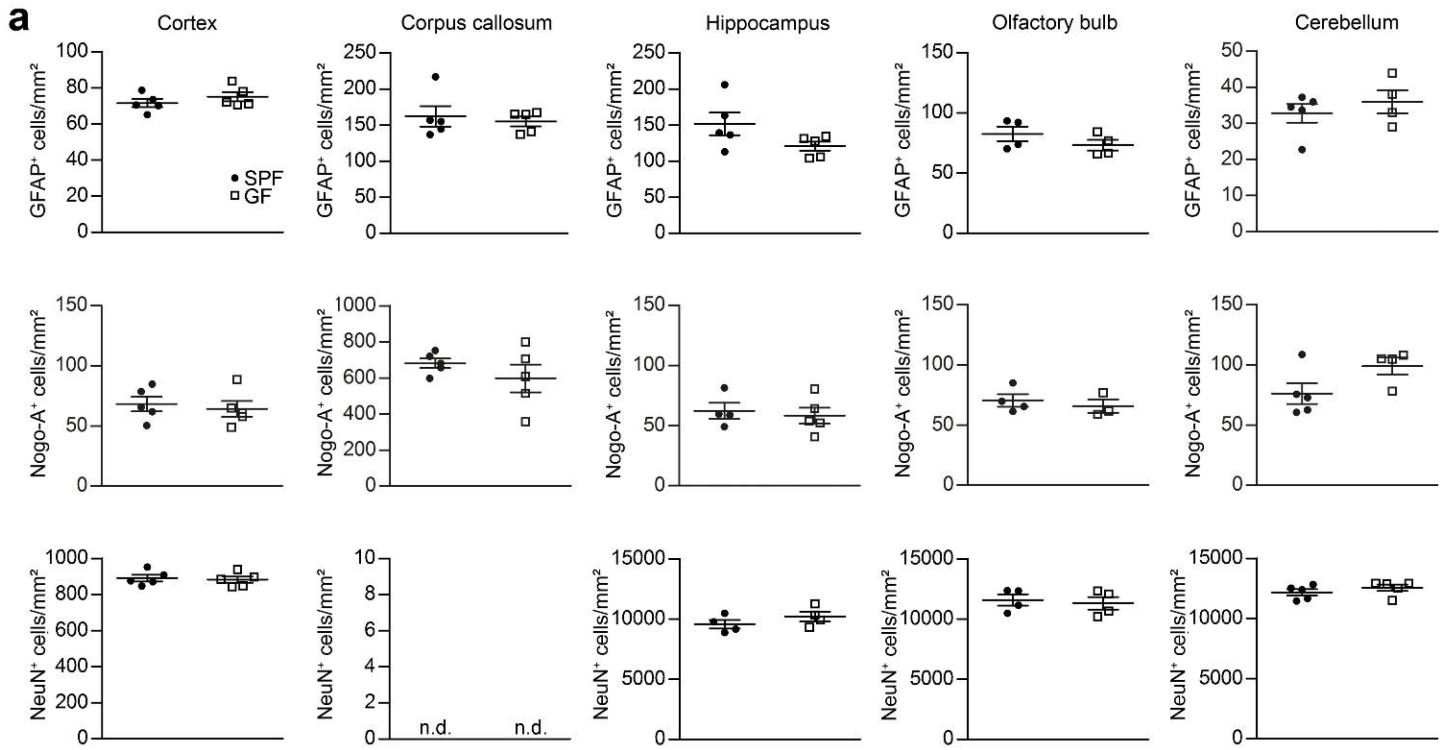 a
Cortex
Corpus callosum
Hippocampus
Olfactory bulb
Cerebellum
GFAP⁺ cells/mm²
100
80
60
40
20
0
SPF
GF
GFAP⁺ cells/mm²
250
200
150
100
50
0
GFAP⁺ cells/mm²
250
200
150
100
50
0
GFAP⁺ cells/mm²
150
100
50
0
GFAP⁺ cells/mm²
50
40
30
20
10
0
Nogo-A⁺ cells/mm²
150
100
50
0
Nogo-A⁺ cells/mm²
1000
800
600
400
200
0
Nogo-A⁺ cells/mm²
150
100
50
0
Nogo-A⁺ cells/mm²
150
100
50
0
Nogo-A⁺ cells/mm²
150
100
50
0
NeuN⁺ cells/mm²
1000
800
600
400
200
0
NeuN⁺ cells/mm²
10
8
6
4
2
0
n.d.
n.d.
NeuN⁺ cells/mm²
15000
10000
5000
0
NeuN⁺ cells/mm²
15000
10000
5000
0
NeuN⁺ cells/mm²
15000
10000
5000
0